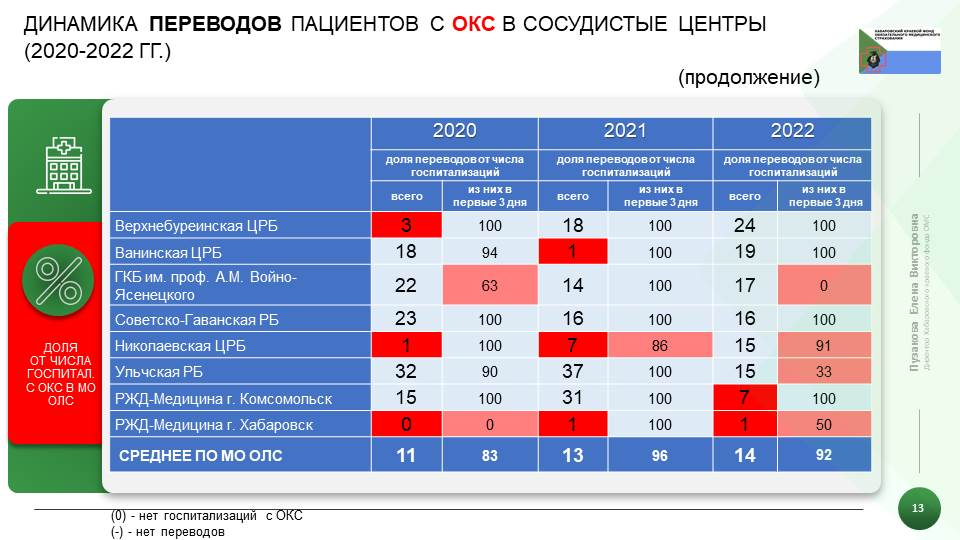 ДИНАМИКА ПЕРЕВОДОВ ПАЦИЕНТОВ С ОКС В СОСУДИСТЫЕ ЦЕНТРЫ
(2020-2022 ГГ.)
(продолжение)
ХАБАРОВСКИЙ КРАЕВОЙ ФОНД
ОБЯЗАТЕЛЬНОГО МЕДИЦИНСКОГО
СТРАХОВАНИЯ
2020 2021 2022
доля переводов от числа госпитализаций доля переводов от числа госпитализаций доля переводов от числа госпитализаций
всего из них в первые 3 дня всего из них в первые 3 дня всего из них в первые 3 дня
Верхнебуреинская ЦРБ 3 100 18 100 24 100
Ванинская ЦРБ 18 94 1 100 19 100
ГКБ им. проф. А.М. Войно-
Ясенецкого 22 63 14 100 17 0
Советско-Гаванская РБ 23 100 16 100 16 100
Николаевская ЦРБ 1 100 7 86 15 91
Ульчская РБ 32 90 37 100 15 33
РЖД-Медицина г. Комсомольск 15 100 31 100 7 100
РЖД-Медицина г. Хабаровск 0 0 1 100 1 50
СРЕДНЕЕ ПО МО ОЛС 11 83 13 96 14 92
ДОЛЯ
ОТ ЧИСЛА
ГОСПИТАЛ.
С ОКС В МО
ОЛС
Пузакова Елена Викторовна
Директор Хабаровского краевого фонда ОМС
13
(0) - нет госпитализаций с ОКС
(-) - нет переводов